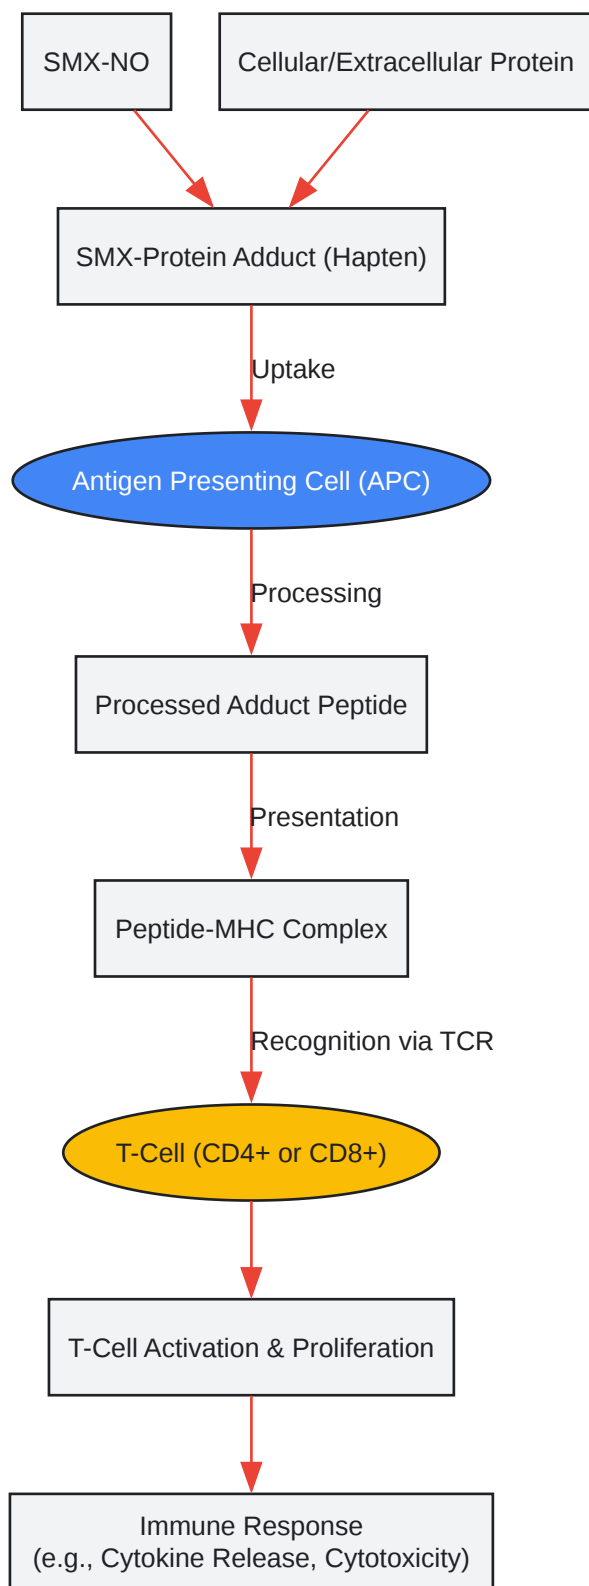 SMX-NO
Cellular/Extracellular Protein
SMX-Protein Adduct (Hapten)
Uptake
Antigen Presenting Cell (APC)
Processing
Processed Adduct Peptide
Presentation
Peptide-MHC Complex
Recognition via TCR
T-Cell (CD4+ or CD8+)
T-Cell Activation & Proliferation
Immune Response
(e.g., Cytokine Release, Cytotoxicity)